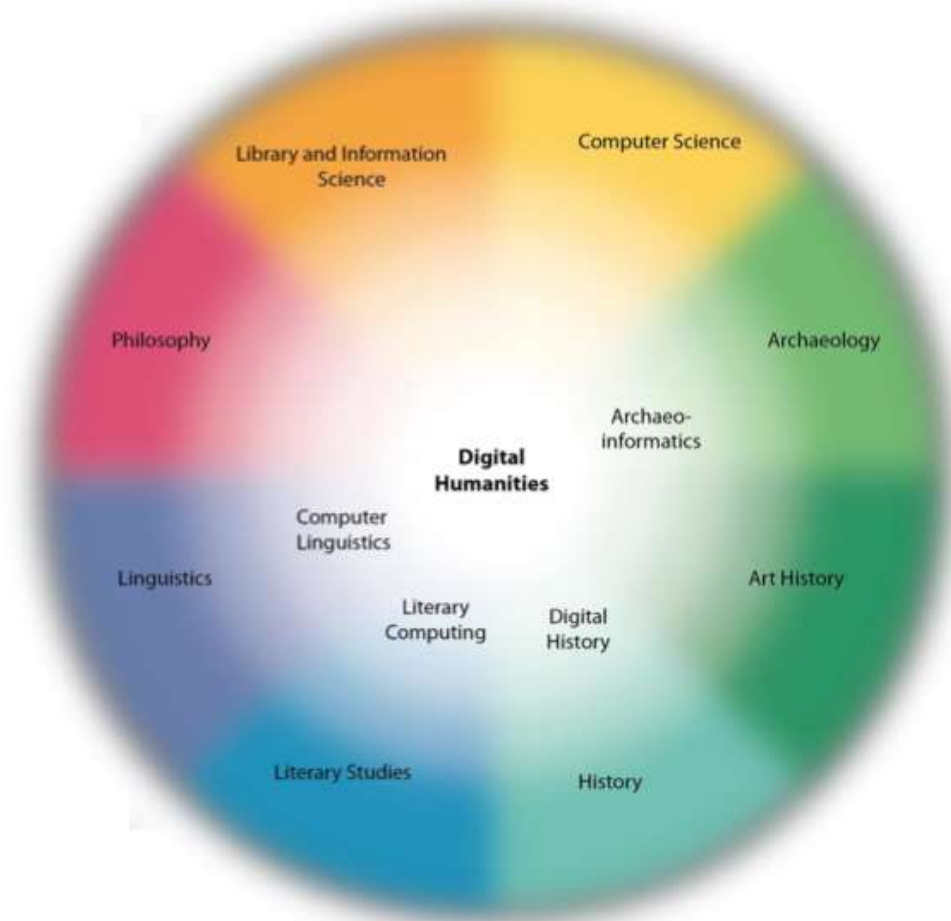 Library and Information
Science
Computer Science
Philosophy
Archaeology
Archaeo-
informatics
Digital
Humanities
Computer
Linguistics
Linguistics
Art History
Literary
Computing
Digital
History
Literary Studies
History